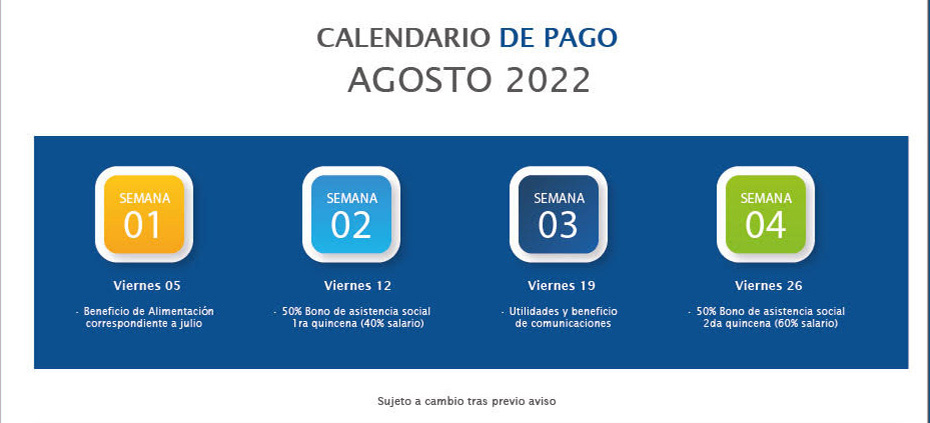 CALENDARIO DE PAGO
AGOSTO 2022
SEMANA
01
Viernes 05
- Beneficio de Alimentación
correspondiente a julio
SEMANA
02
Viernes 12
- 50% Bono de asistencia social
1ra quincena (40% salario)
SEMANA
03
Viernes 19
- Utilidades y beneficio
de comunicaciones
SEMANA
04
Viernes 26
- 50% Bono de asistencia social
2da quincena (60% salario)
Sujeto a cambio tras previo aviso